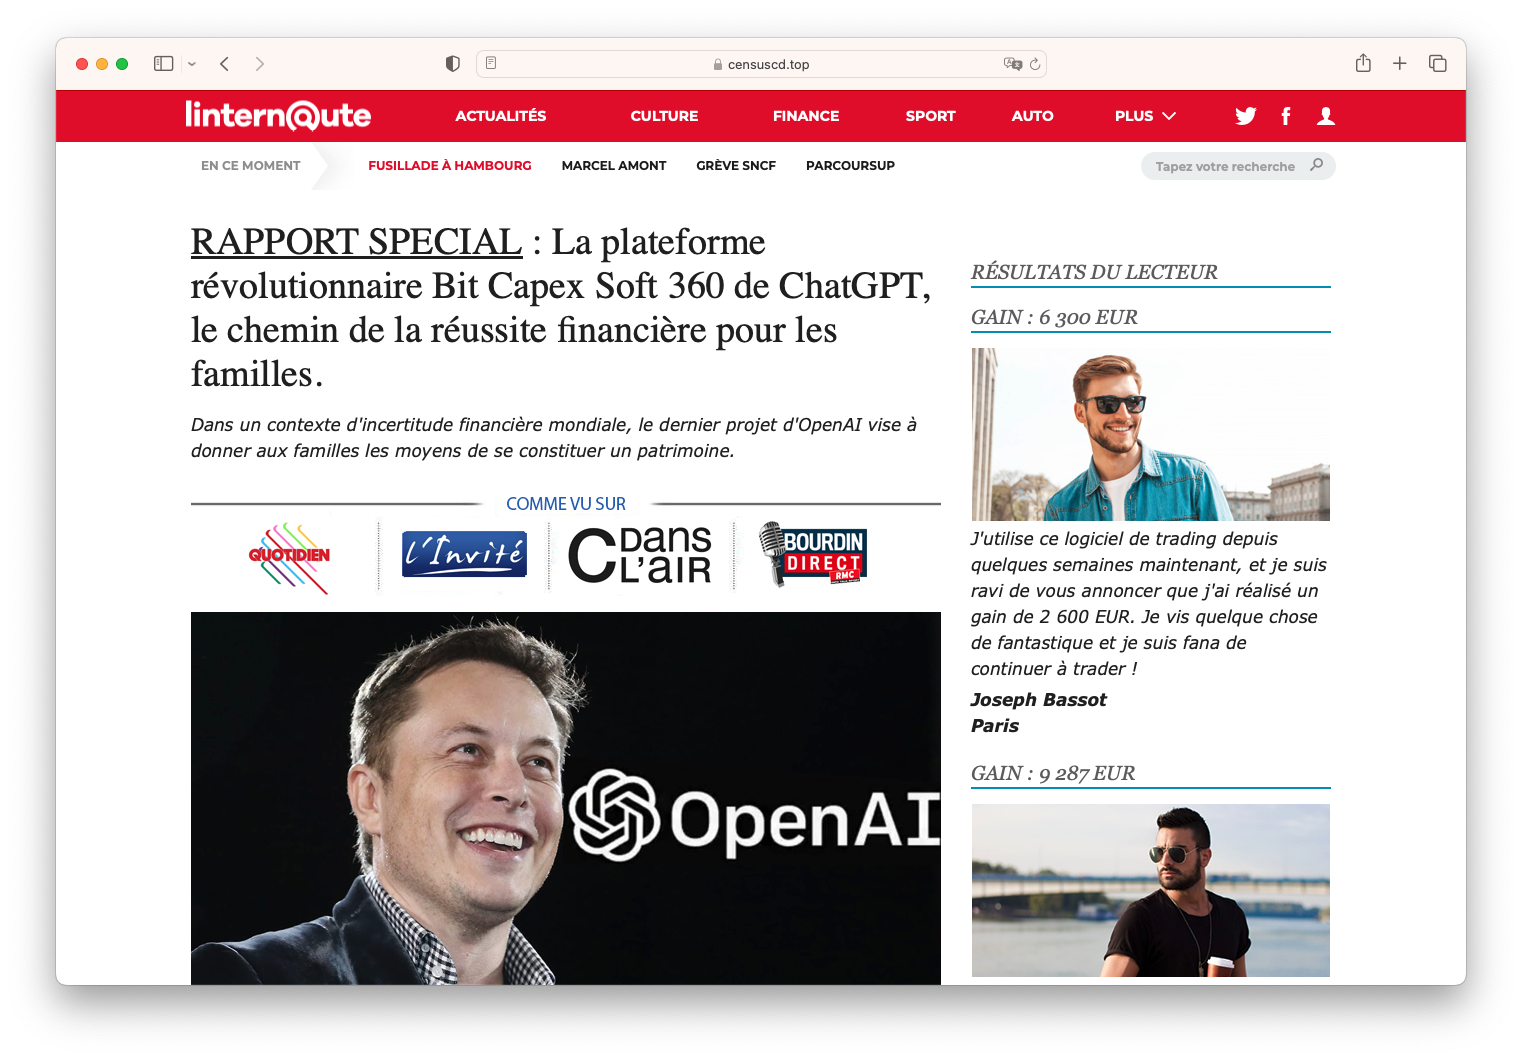 censuscd.top
lintern@ute
ACTUALITÉS CULTURE FINANCE SPORT AUTO PLUS
EN CE MOMENT FUSILLADE À HAMBOURG MARCEL AMONT GRÈVE SNCF PARCOURSUP
Tapez votre recherche
RAPPORT SPECIAL : La plateforme
révolutionnaire Bit Capex Soft 360 de ChatGPT,
le chemin de la réussite financière pour les
familles.
Dans un contexte d'incertitude financière mondiale, le dernier projet d'OpenAI vise à
donner aux familles les moyens de se constituer un patrimoine.
COMME VU SUR
QUOTIDIEN
l'Invité
C DANS
L'AIR
BOURDIN
DIRECT
RMC
OpenAI
RÉSULTATS DU LECTEUR
GAIN : 6 300 EUR
J'utilise ce logiciel de trading depuis
quelques semaines maintenant, et je suis
ravi de vous annoncer que j'ai réalisé un
gain de 2 600 EUR. Je vis quelque chose
de fantastique et je suis fana de
continuer à trader !
Joseph Bassot
Paris
GAIN : 9 287 EUR